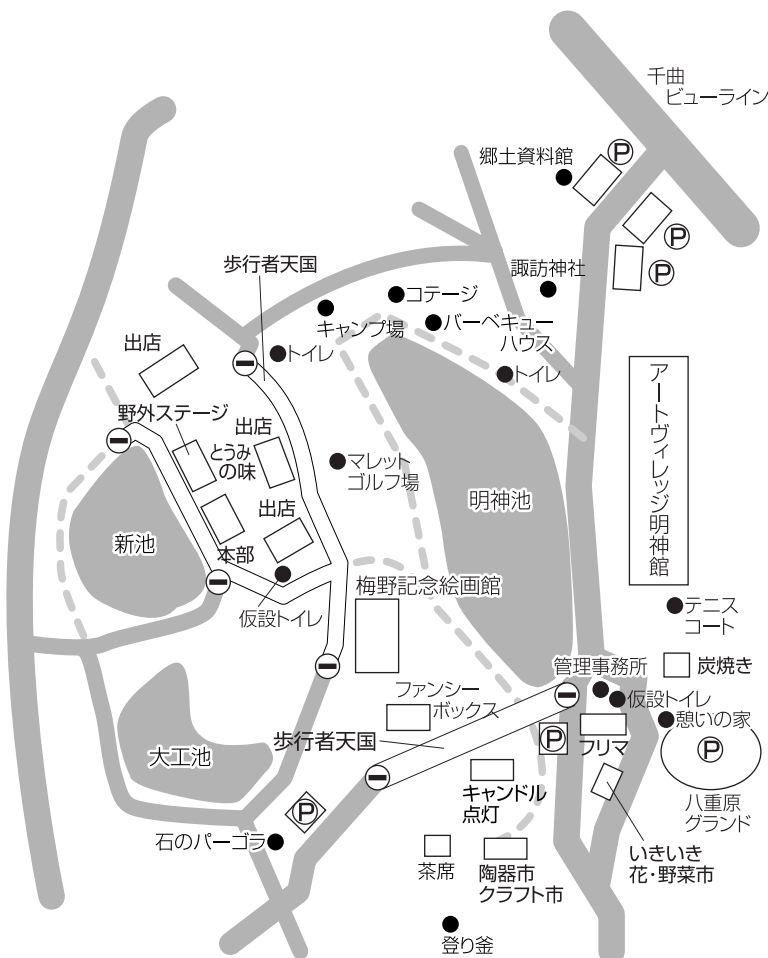 千曲
ビューライン
郷土資料館
P
P
P
諏訪神社
歩行者天国
コテージ
キャンプ場
バーベキュー
ハウス
トイレ
トイレ
出店
野外ステージ
出店
とうみ
の味
マレット
ゴルフ場
出店
明神池
アートヴィレッジ明神館
新池
本部
仮設トイレ
梅野記念絵画館
テニス
コート
管理事務所
炭焼き
仮設トイレ
ファンシー
ボックス
憩いの家
歩行者天国
P
フリマ
P
大工池
キャンドル
点灯
八重原
グランド
P
石のパーゴラ
茶席
陶器市
クラフト市
いきいき
花・野菜市
登り釜